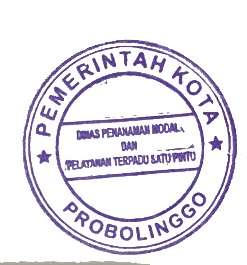 PEMERINTAH KOTA
DINAS PENANAMAN MODAL
DAN
PELAYANAN TERPADU SATU PINTU
PROBOLINGGO